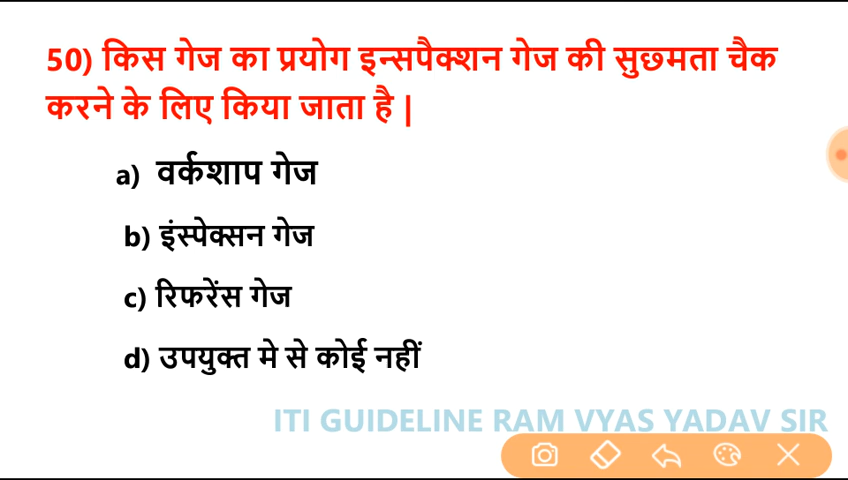 50) किस गेज का प्रयोग इन्सपैक्शन गेज की सुछमता चैक
करने के लिए किया जाता है |
a) वर्कशाप गेज
b) इंस्पेक्सन गेज
c) रिफरेंस गेज
d) उपयुक्त मे से कोई नहीं
ITI GUIDELINE RAM VYAS YADAV SIR